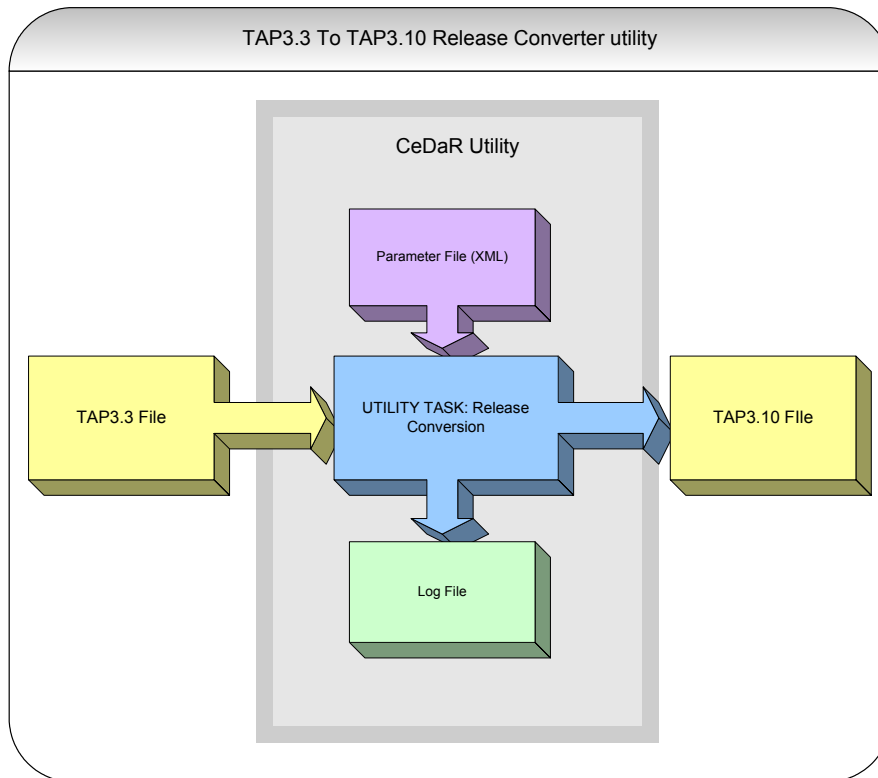 TAP3.3 To TAP3.10 Release Converter utility
CeDaR Utility
Parameter File (XML)
TAP3.3 File
UTILITY TASK: Release
Conversion
TAP3.10 FIle
Log File